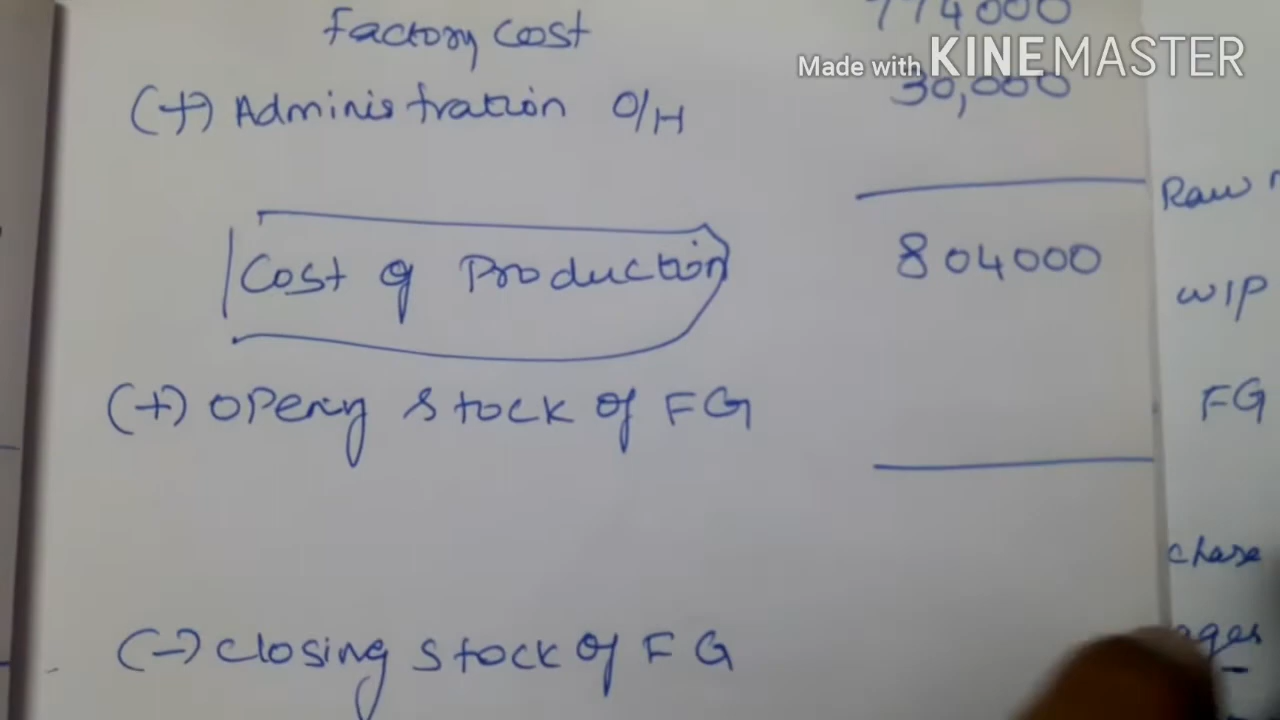 Factory Cost 774000
Made with KINEMASTER
(+) Administration O/H 30,000
Raw
Cost of Production 804000
WIP
(+) Openg stock of FG
FG
chase
(-) Closing stock of FG